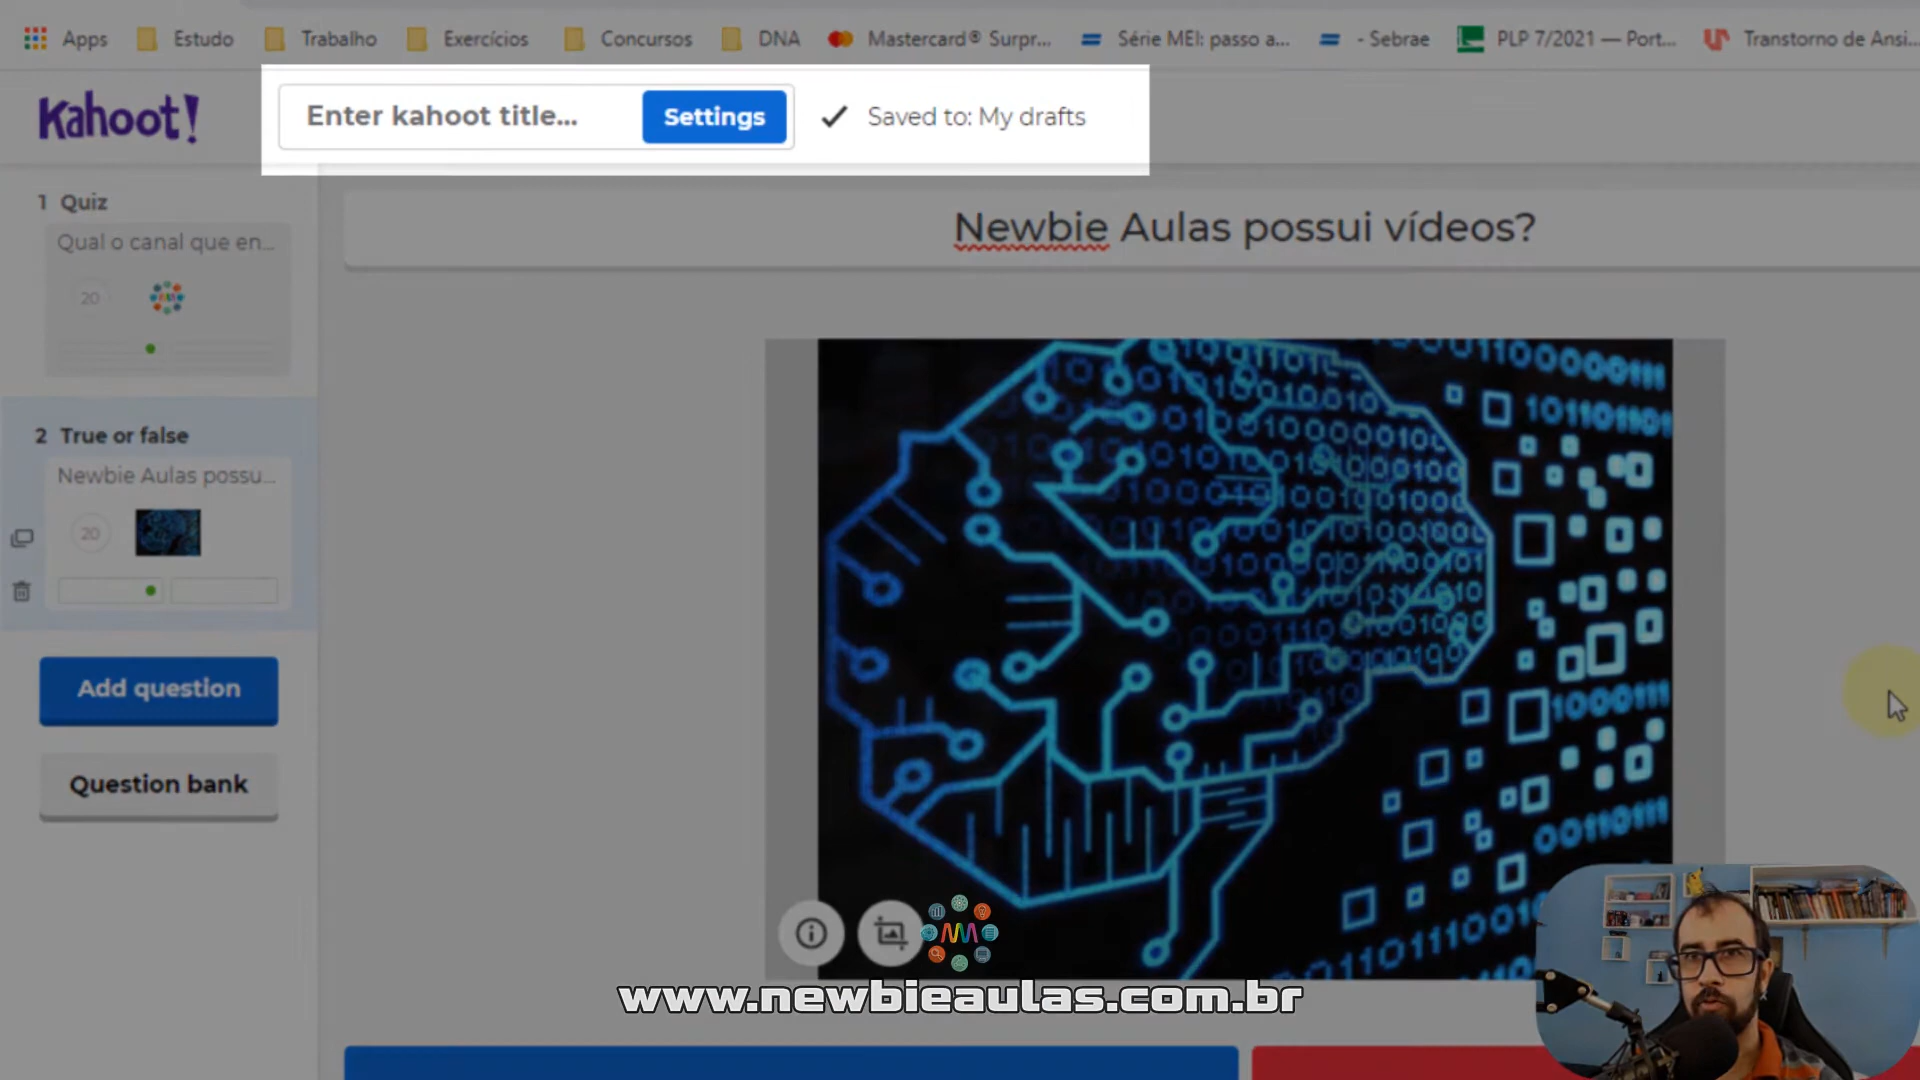 Apps Estudo Trabalho Exercícios Concursos DNA Mastercard® Surpr... Série MEI: passo a... - Sebrae PLP 7/2021 — Port... Transtorno de Ansi...
Kahoot! Enter kahoot title... Settings Saved to: My drafts
1 Quiz
Qual o canal que en...
20
2 True or false
Newbie Aulas possu...
20
Add question
Question bank
Newbie Aulas possui vídeos?
www.newbieaulas.com.br